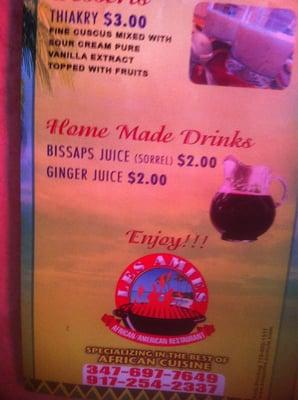 Desserts
THIAKRY $3.00
FINE CUSCUS MIXED WITH
SOUR CREAM PURE
VANILLA EXTRACT
TOPPED WITH FRUITS
Home Made Drinks
BISSAPS JUICE (SORREL) $2.00
GINGER JUICE $2.00
Enjoy!!!
LES AMIES
AFRICAN/AMERICAN RESTAURANT
SPECIALIZING IN THE BEST OF
AFRICAN CUISINE
347-697-7649
917-254-2337